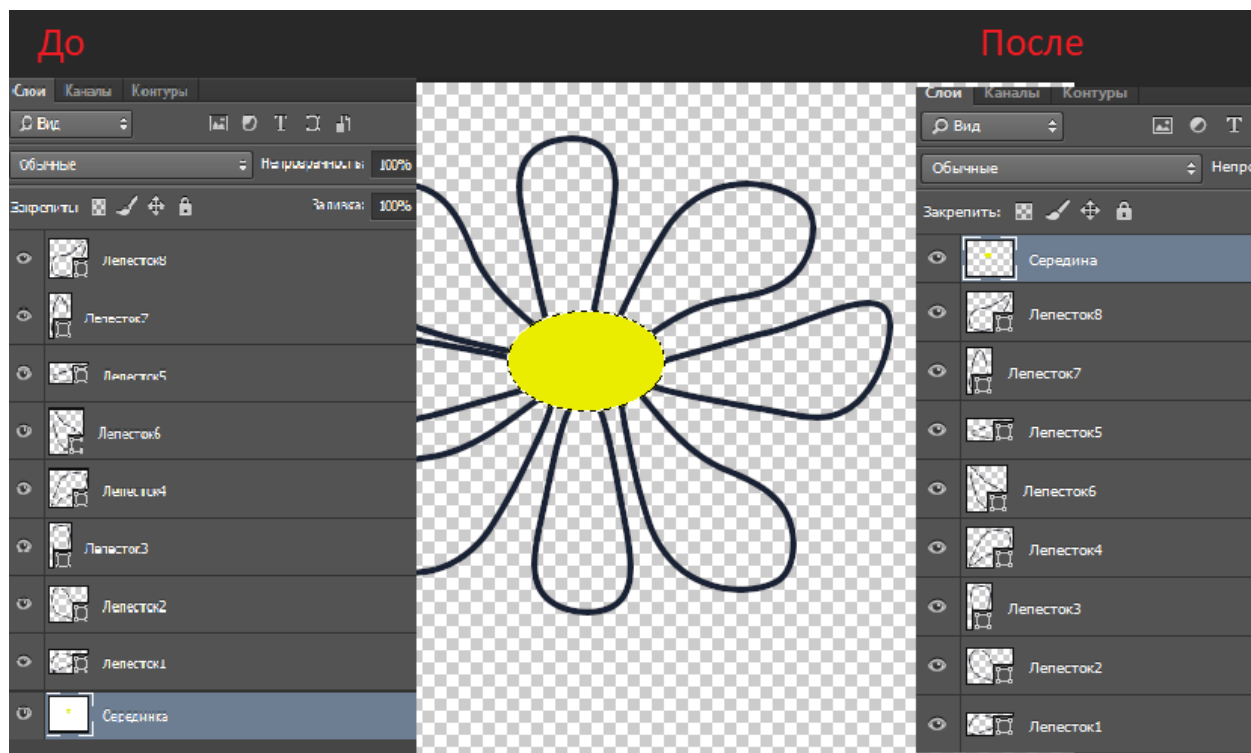 До
После
Слои Каналы Контуры
Вид
Обычные Непрозрачность: 100%
Закрепить: Заливка: 100%
Лепесток8
Лепесток7
Лепесток5
Лепесток6
Лепесток4
Лепесток3
Лепесток2
Лепесток1
Серединка
Слои Каналы Контуры
Вид
Обычные Непро
Закрепить:
Середина
Лепесток8
Лепесток7
Лепесток5
Лепесток6
Лепесток4
Лепесток3
Лепесток2
Лепесток1